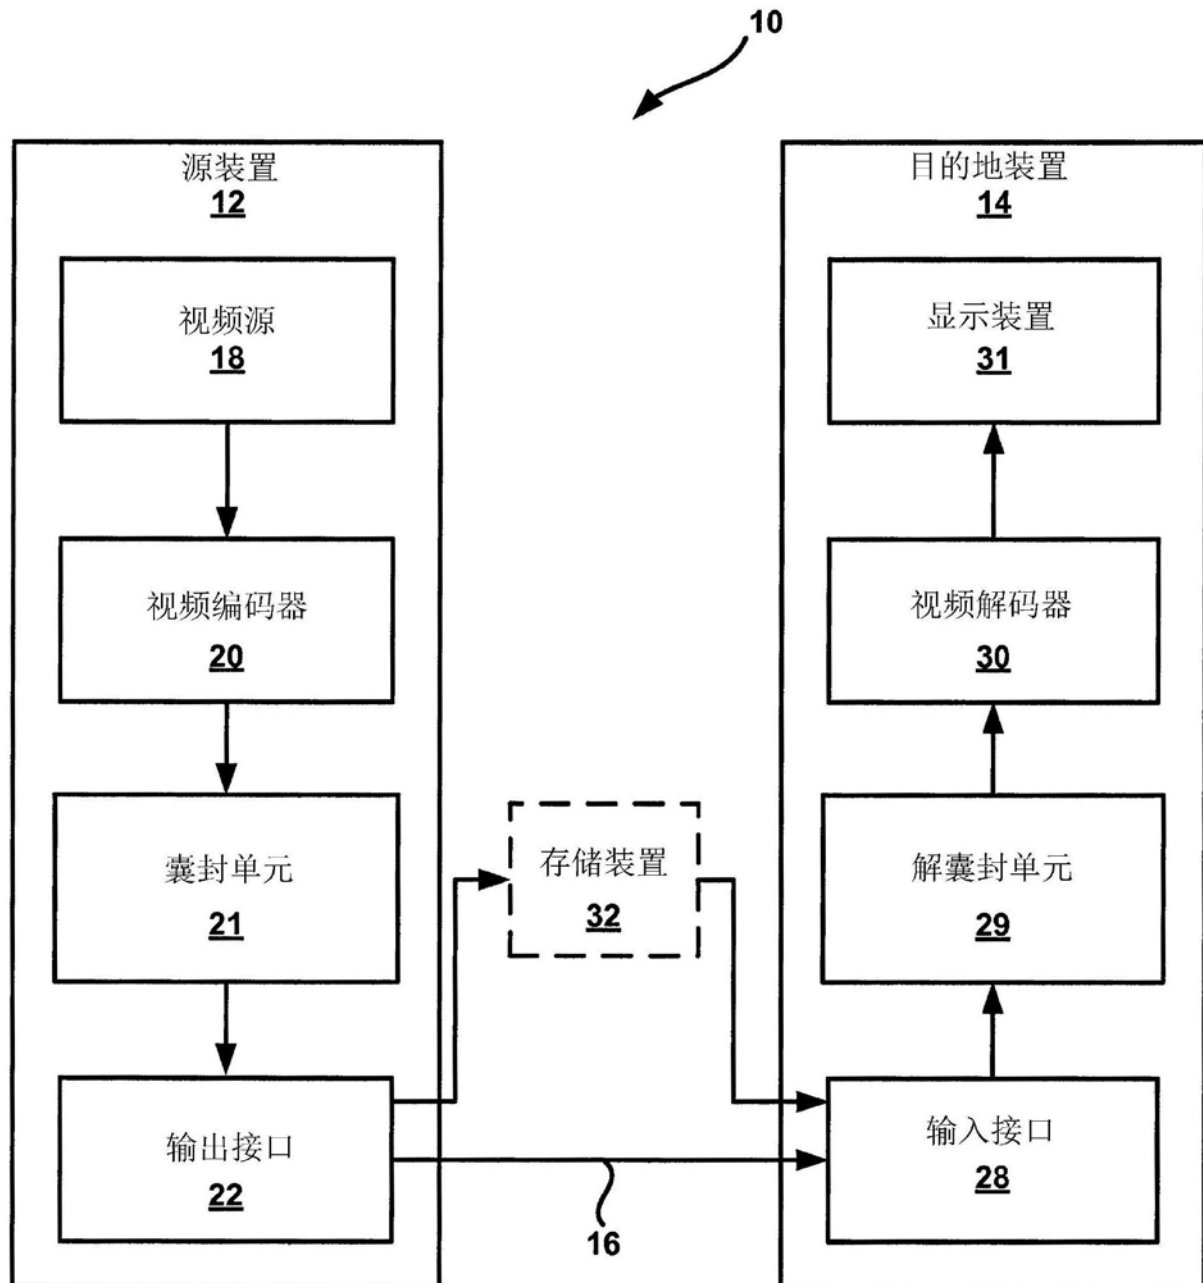 10
源装置
12
视频源
18
视频编码器
20
囊封单元
21
输出接口
22
存储装置
32
16
目的地装置
14
显示装置
31
视频解码器
30
解囊封单元
29
输入接口
28